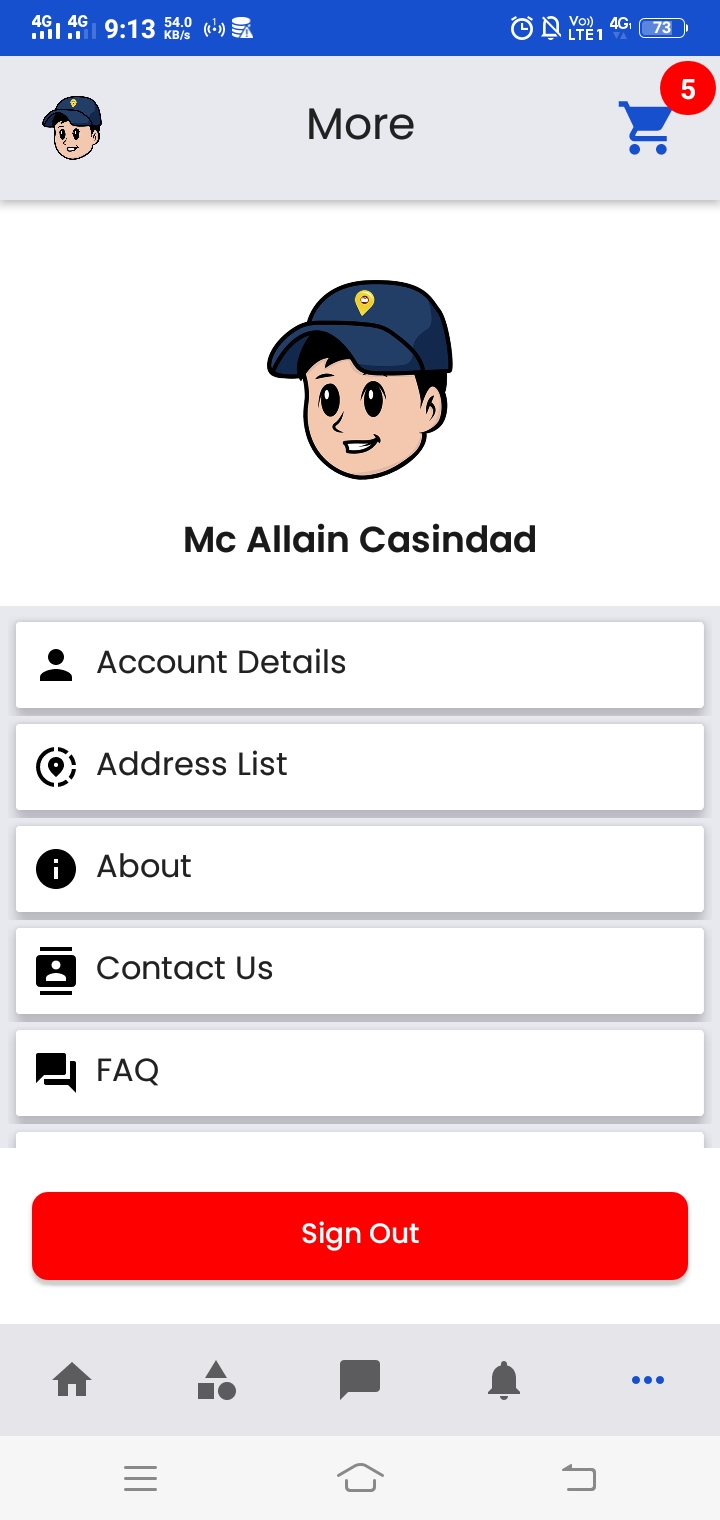 4G 4G 9:13 54.0 KB/s Vo)) LTE1 4G 73
5
More
Mc Allain Casindad
Account Details
Address List
About
Contact Us
FAQ
Sign Out